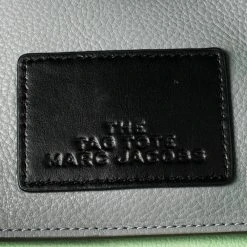 THE
TAG TOTE
MARC JACOBS